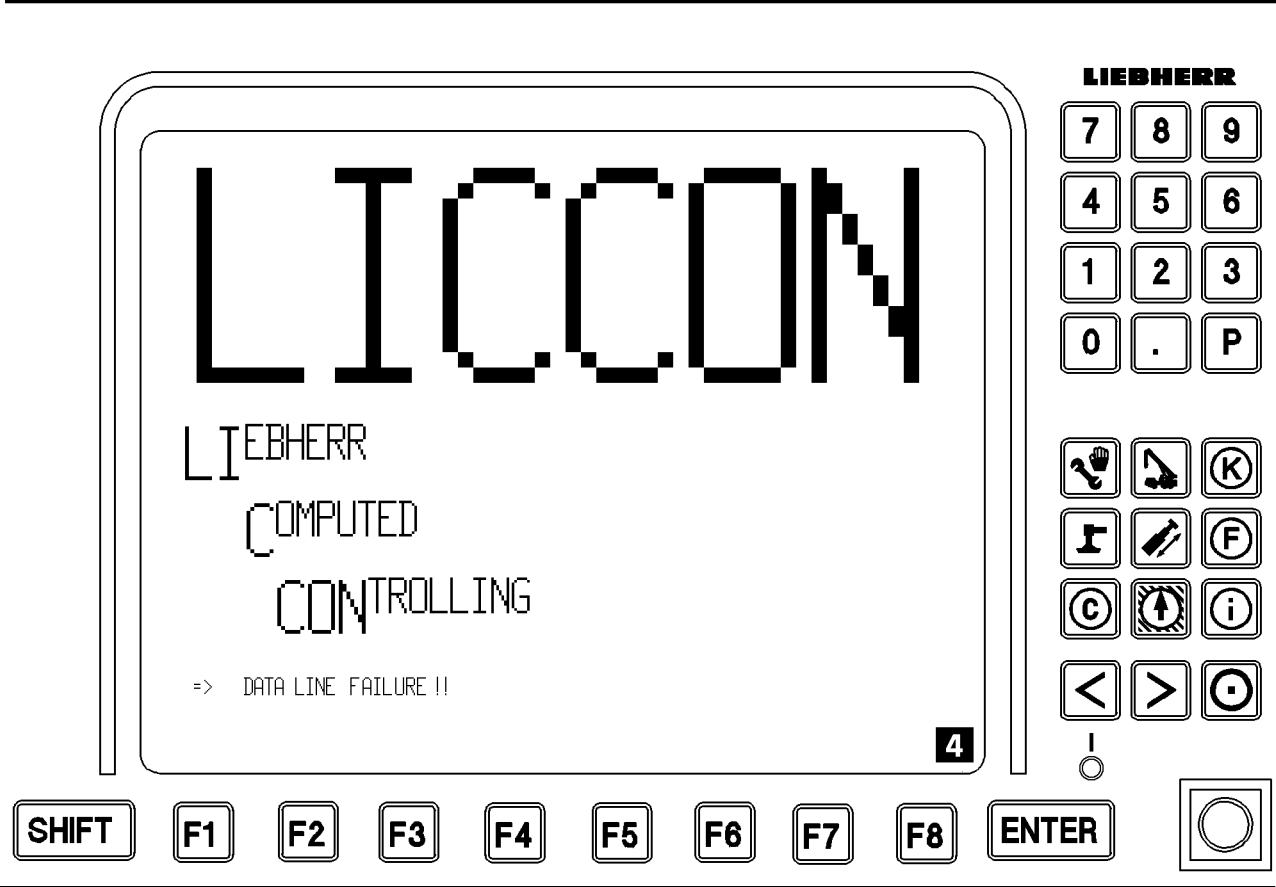 LIEBHERR
LICCON
LIEBHERR
COMPUTED
CONTROLLING
=> DATA LINE FAILURE !!
4
7 8 9
4 5 6
1 2 3
0 . P
K
F
C i
< >
I
SHIFT F1 F2 F3 F4 F5 F6 F7 F8 ENTER